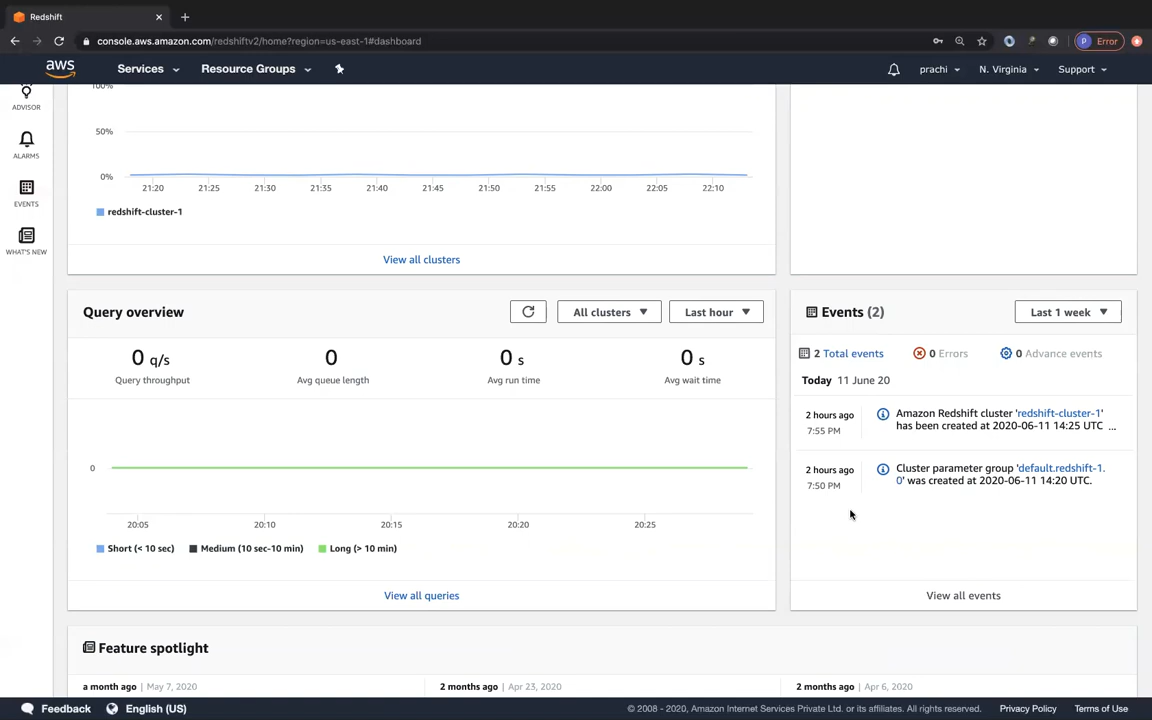 Redshift
console.aws.amazon.com/redshiftv2/home?region=us-east-1#dashboard
P Error
aws Services Resource Groups prachi N. Virginia Support
ADVISOR
ALARMS
EVENTS
WHAT'S NEW
100%
50%
0%
21:20 21:25 21:30 21:35 21:40 21:45 21:50 21:55 22:00 22:05 22:10
redshift-cluster-1
View all clusters
Query overview All clusters Last hour
0 q/s 0 0 s 0 s
Query throughput Avg queue length Avg run time Avg wait time
0
20:05 20:10 20:15 20:20 20:25
Short (< 10 sec) Medium (10 sec-10 min) Long (> 10 min)
View all queries
Events (2) Last 1 week
2 Total events 0 Errors 0 Advance events
Today 11 June 20
2 hours ago
7:55 PM
Amazon Redshift cluster 'redshift-cluster-1'
has been created at 2020-06-11 14:25 UTC ...
2 hours ago
7:50 PM
Cluster parameter group 'default.redshift-1.
0' was created at 2020-06-11 14:20 UTC.
View all events
Feature spotlight
a month ago | May 7, 2020 2 months ago | Apr 23, 2020 2 months ago | Apr 6, 2020
Feedback English (US) © 2008 - 2020, Amazon Internet Services Private Ltd. or its affiliates. All rights reserved. Privacy Policy Terms of Use